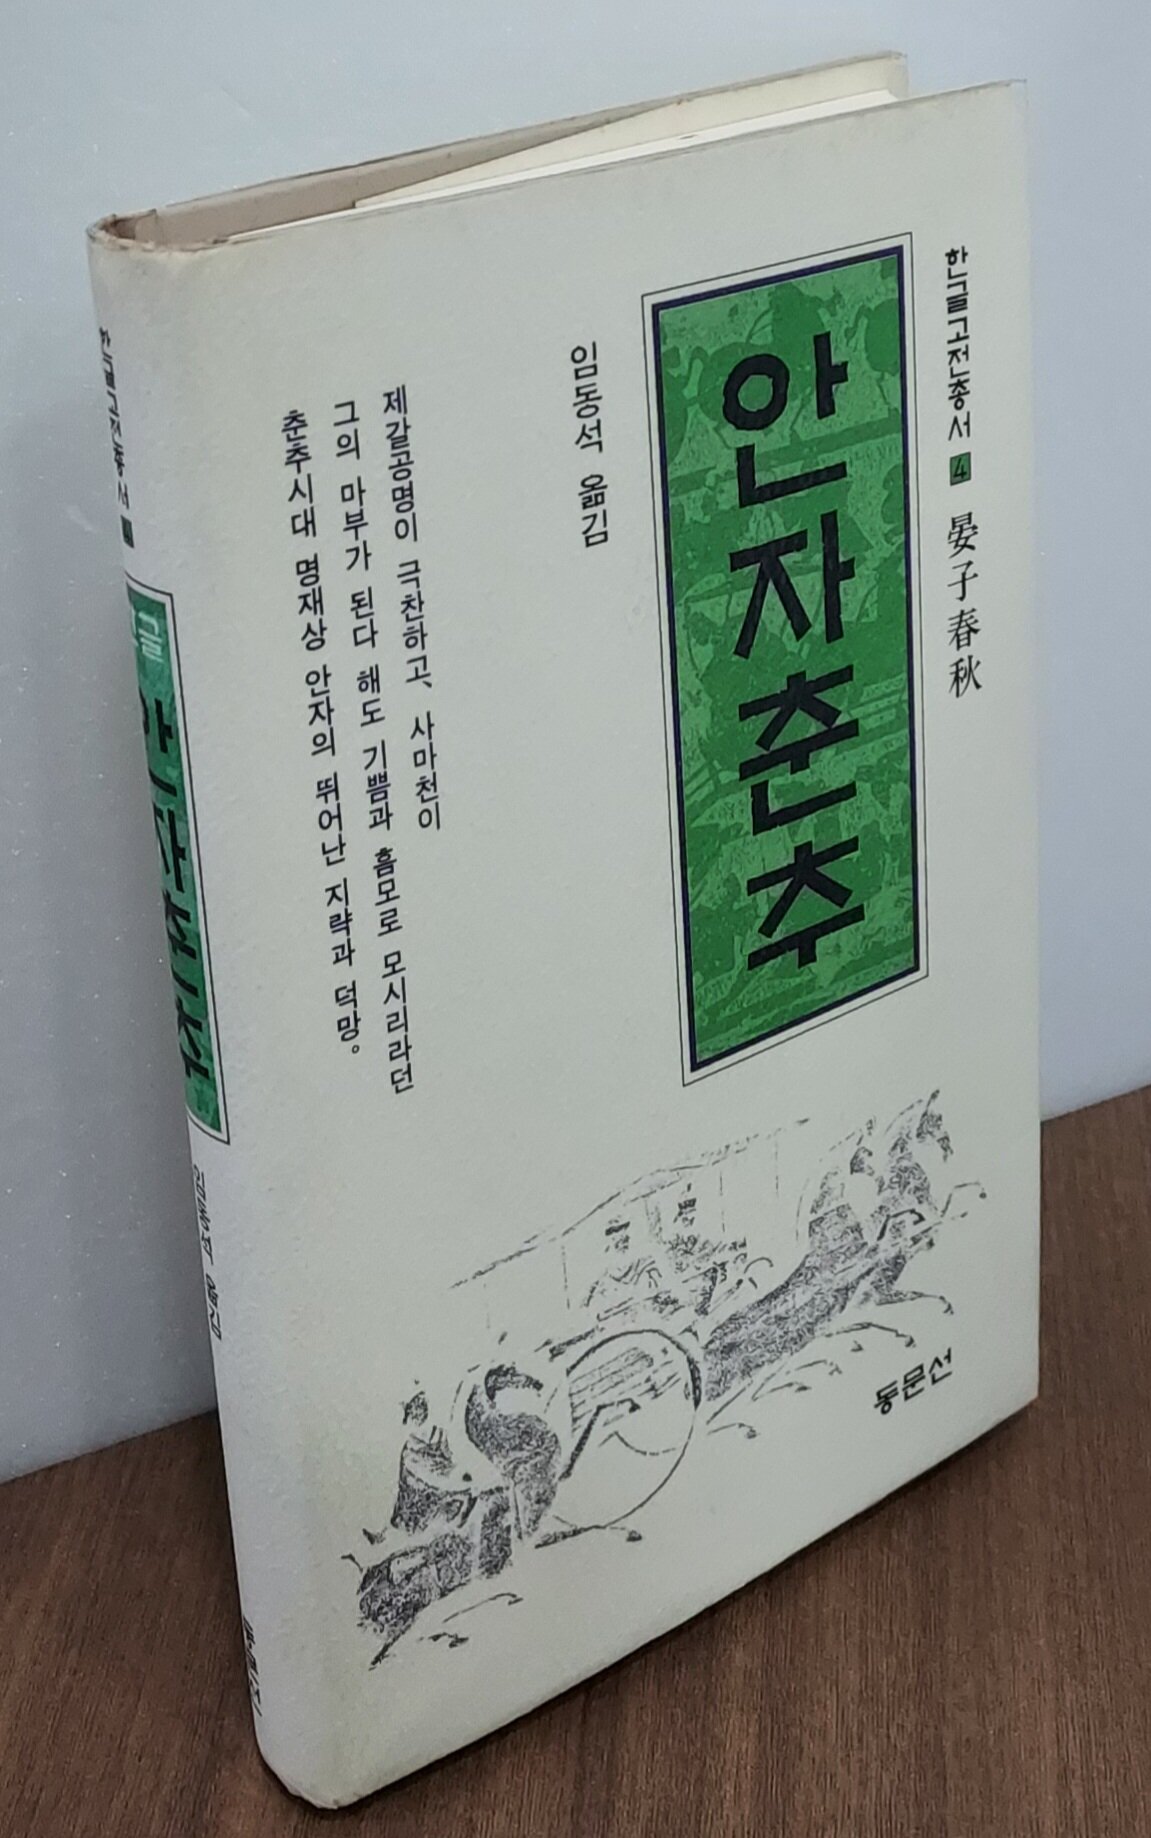 한글고전총서 4 晏子春秋
안자춘추
임동석 옮김
제갈공명이 극찬하고, 사마천이
그의 마부가 된다 해도 기쁨과 흠모로 모시리라던
춘추시대 명재상 안자의 뛰어난 지략과 덕망。
동문선
한글고전총서 4
한글
안자춘추
임동석 옮김
동문선